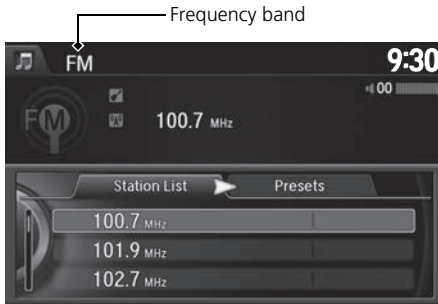 Frequency band
FM 9:30
00
FM
100.7 MHz
Station List Presets
100.7 MHz
101.9 MHz
102.7 MHz